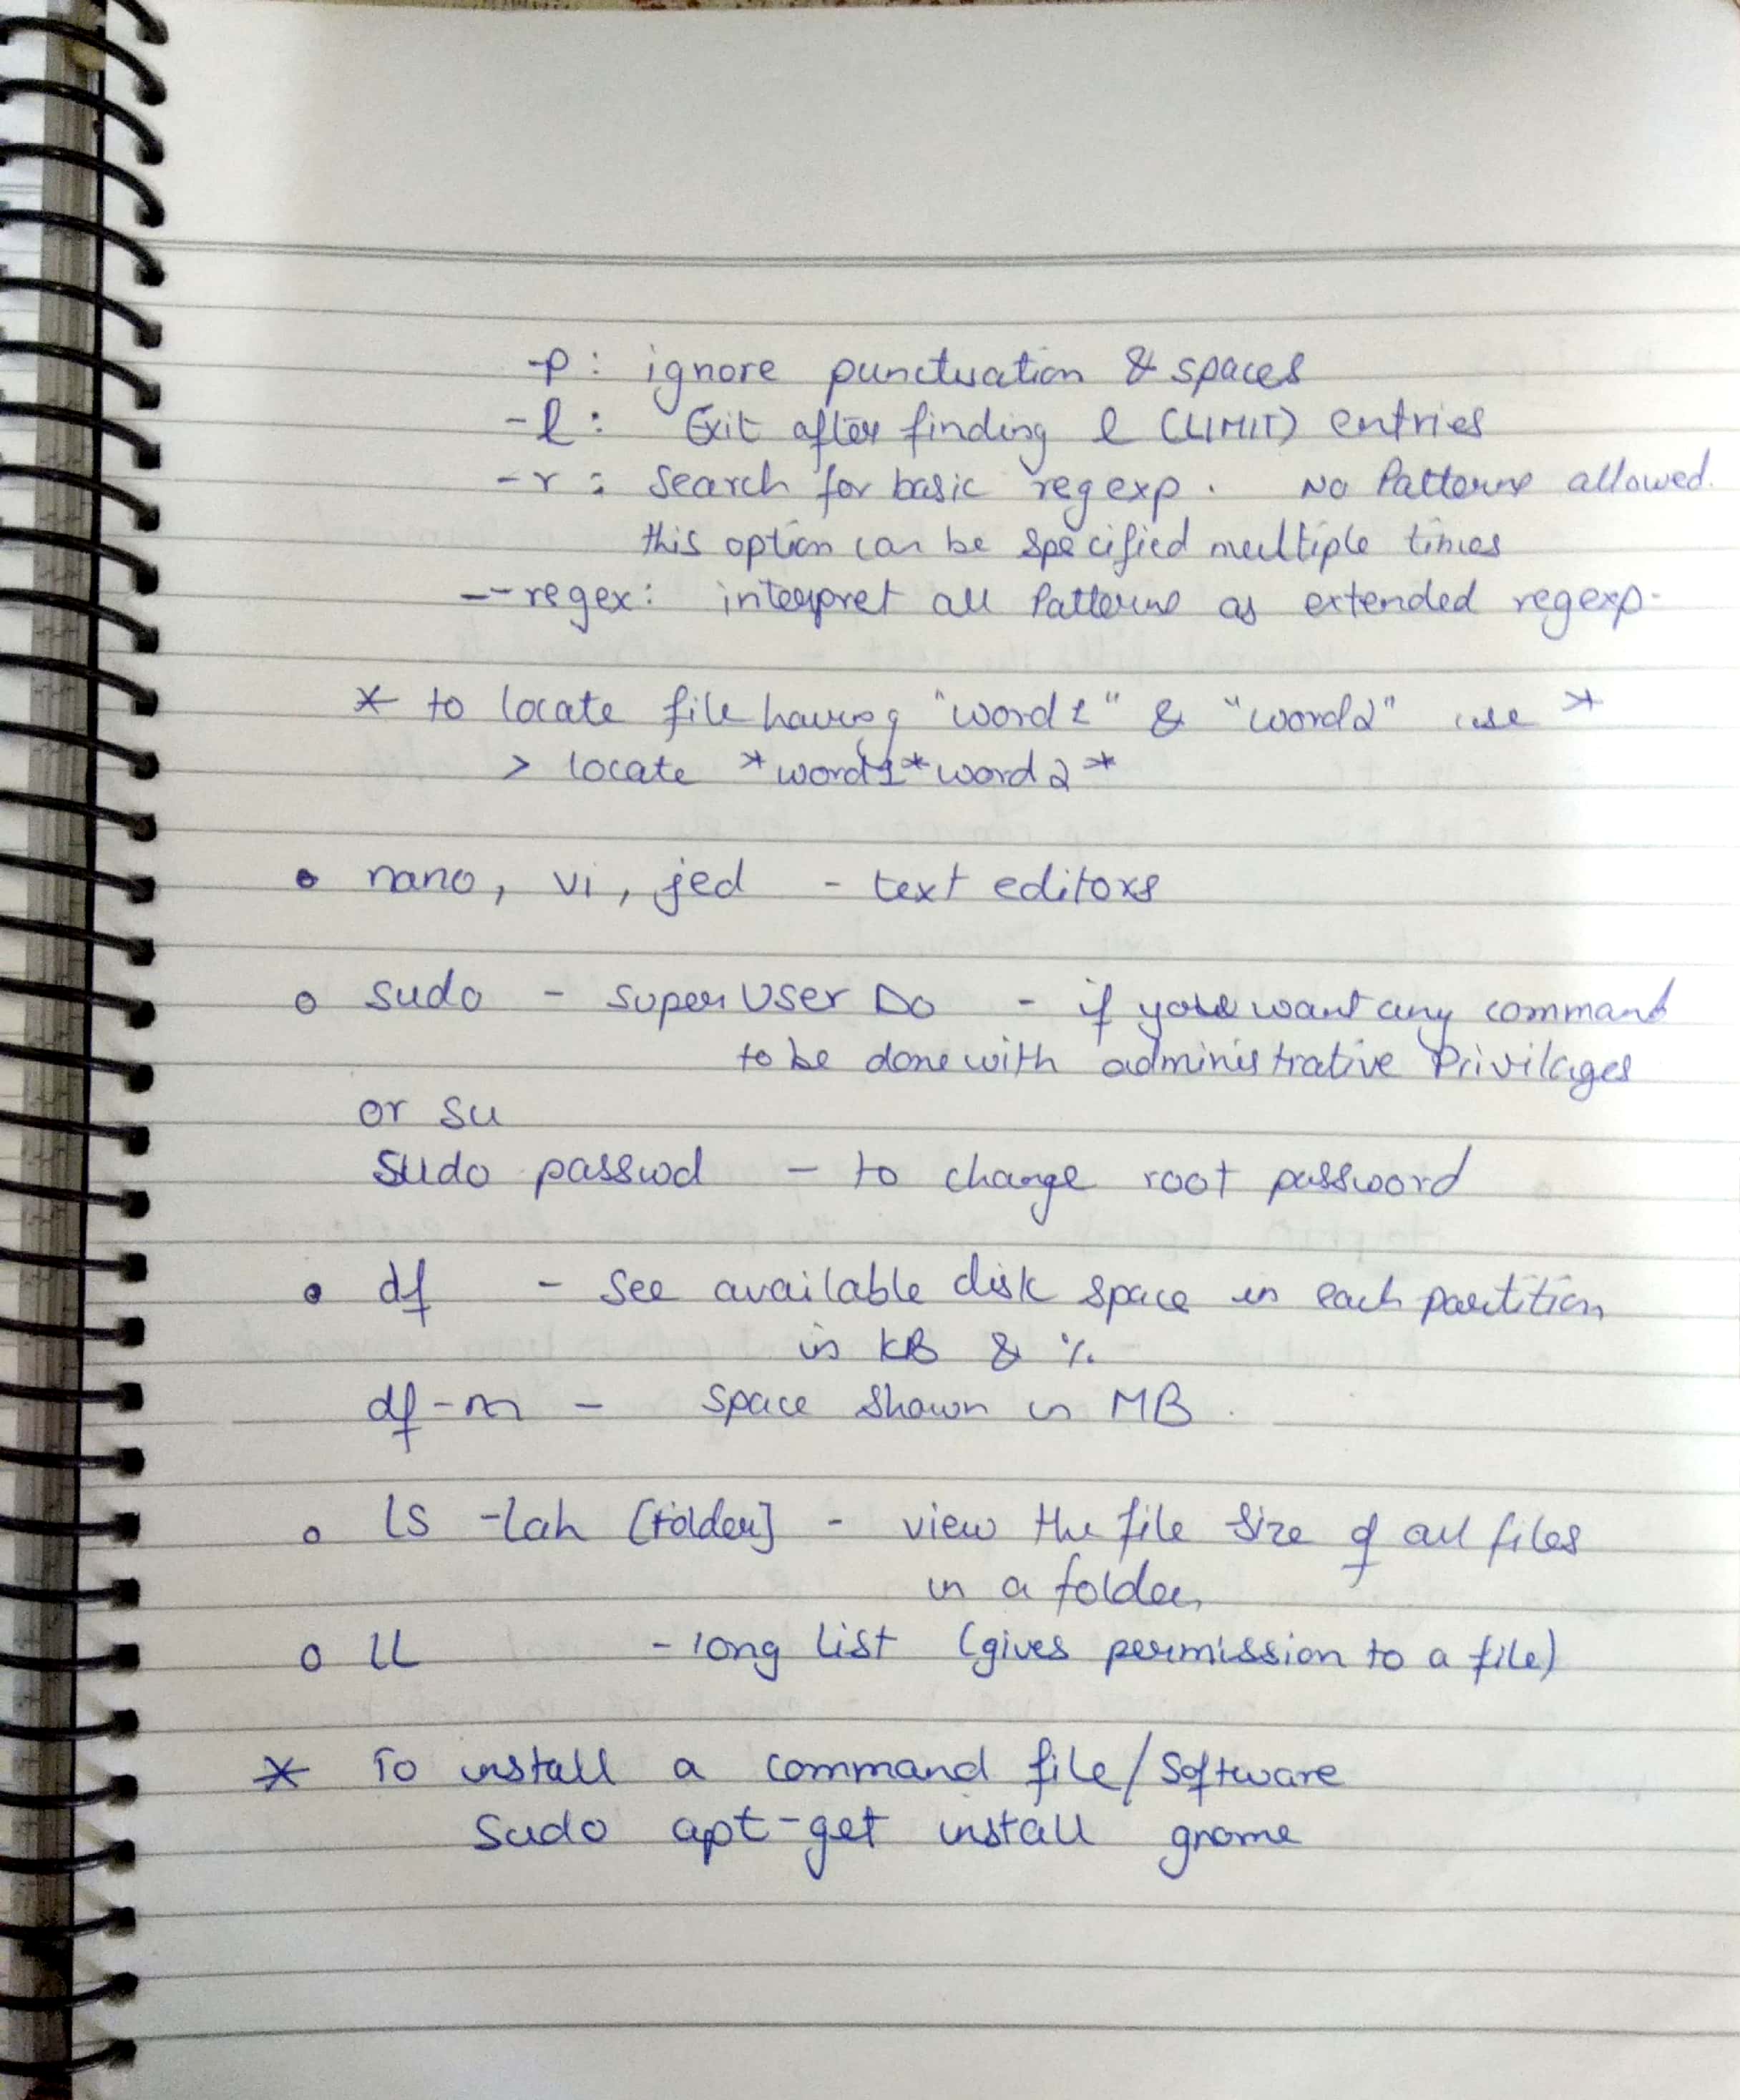 -p : ignore punctuation & spaces
-l : Exit after finding l (LIMIT) entries
-r : Search for basic regexp. No Patterns allowed.
this option can be specified multiple times
--regex : interpret all Patterns as extended regexp.
* to locate file having "word1" & "word2" use *
> locate *word1*word2*
• nano, vi, jed - text editors
o sudo - super User Do - if you want any command
to be done with administrative Privilages
or su
sudo passwd - to change root password
• df - See available disk space in each partition
in KB & %
df -m - space shown in MB.
o ls -lah [folder] - view the file size of all files
in a folder
o ll - long list (gives permission to a file)
* To install a command file/software
Sudo apt-get install gnome